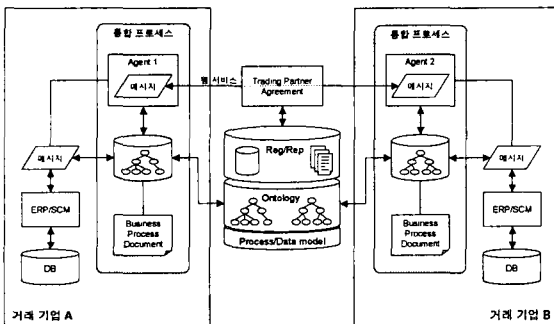 통합 프로세스
Agent 1
메시지
웹 서비스
Trading Partner
Agreement
통합 프로세스
Agent 2
메시지
메시지
Reg/Rep
메시지
ERP/SCM
Ontology
ERP/SCM
Business
Process
Document
Process/Data model
Business
Process
Document
DB
DB
거래 기업 A
거래 기업 B